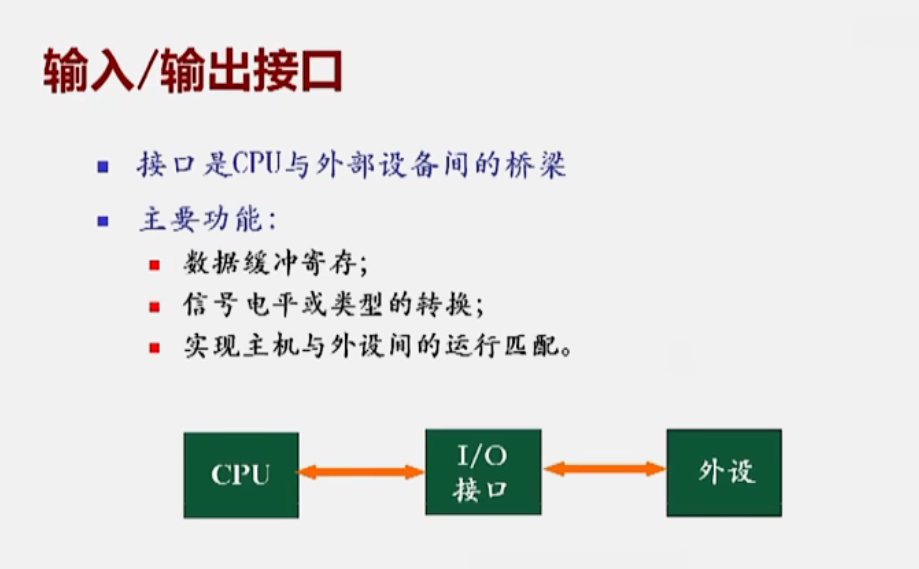 输入/输出接口
接口是CPU与外部设备间的桥梁
主要功能：
数据缓冲寄存；
信号电平或类型的转换；
实现主机与外设间的运行匹配。
CPU
I/O
接口
外设